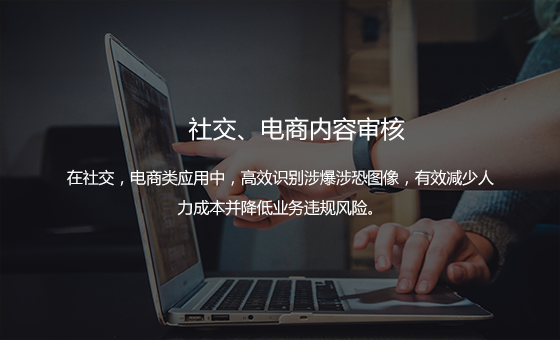 社交、电商内容审核
在社交，电商类应用中，高效识别涉爆涉恐图像，有效减少人
力成本并降低业务违规风险。